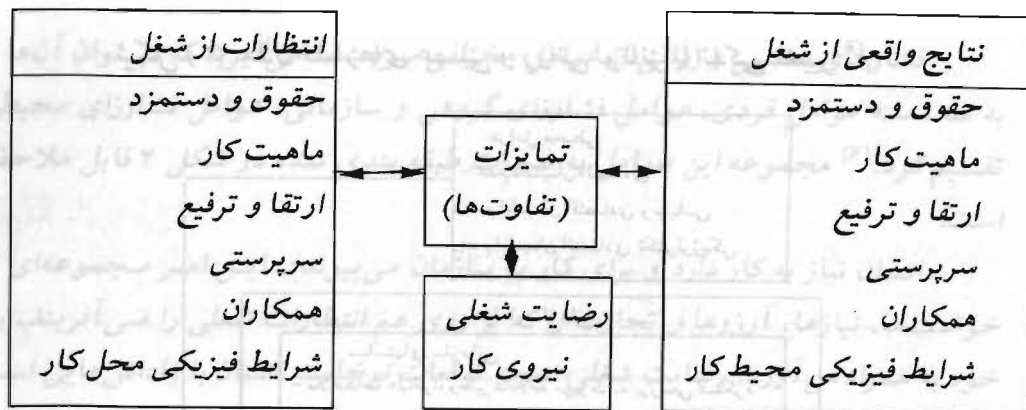 نتایج واقعی از شغل
حقوق و دستمزد
ماهیت کار
ارتقا و ترفیع
سرپرستی
همکاران
شرایط فیزیکی محیط کار
تمایزات
(تفاوت‌ها)
رضایت شغلی
نیروی کار
انتظارات از شغل
حقوق و دستمزد
ماهیت کار
ارتقا و ترفیع
سرپرستی
همکاران
شرایط فیزیکی محل کار